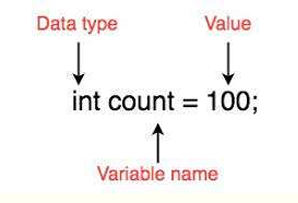 Data type Value
int count = 100;
Variable name